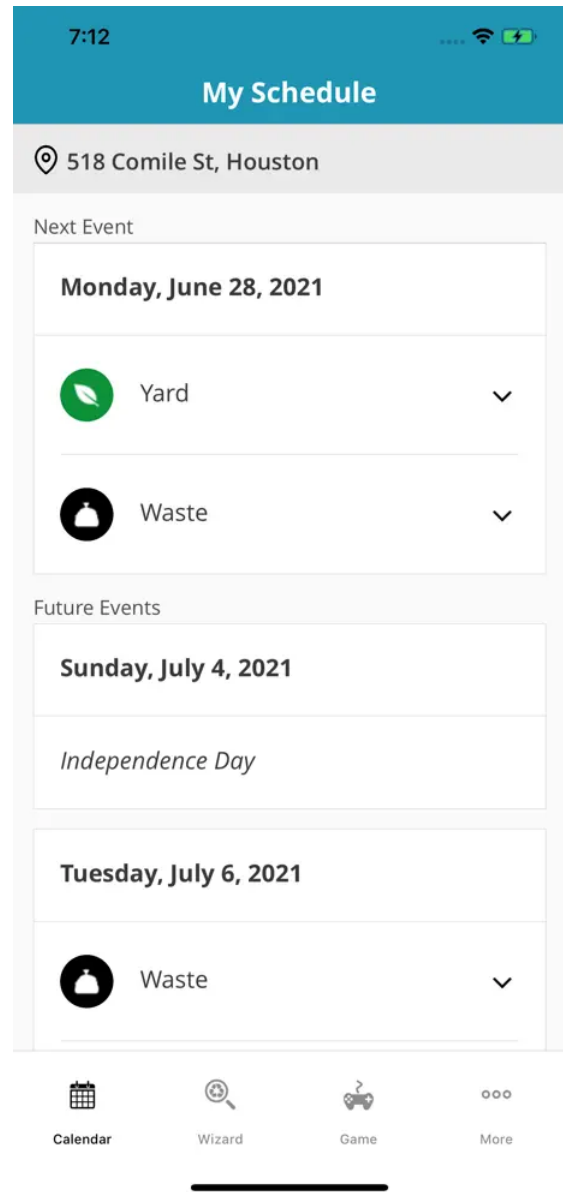 7:12
My Schedule
518 Comile St, Houston
Next Event
Monday, June 28, 2021
Yard
Waste
Future Events
Sunday, July 4, 2021
Independence Day
Tuesday, July 6, 2021
Waste
Calendar
Wizard
Game
More